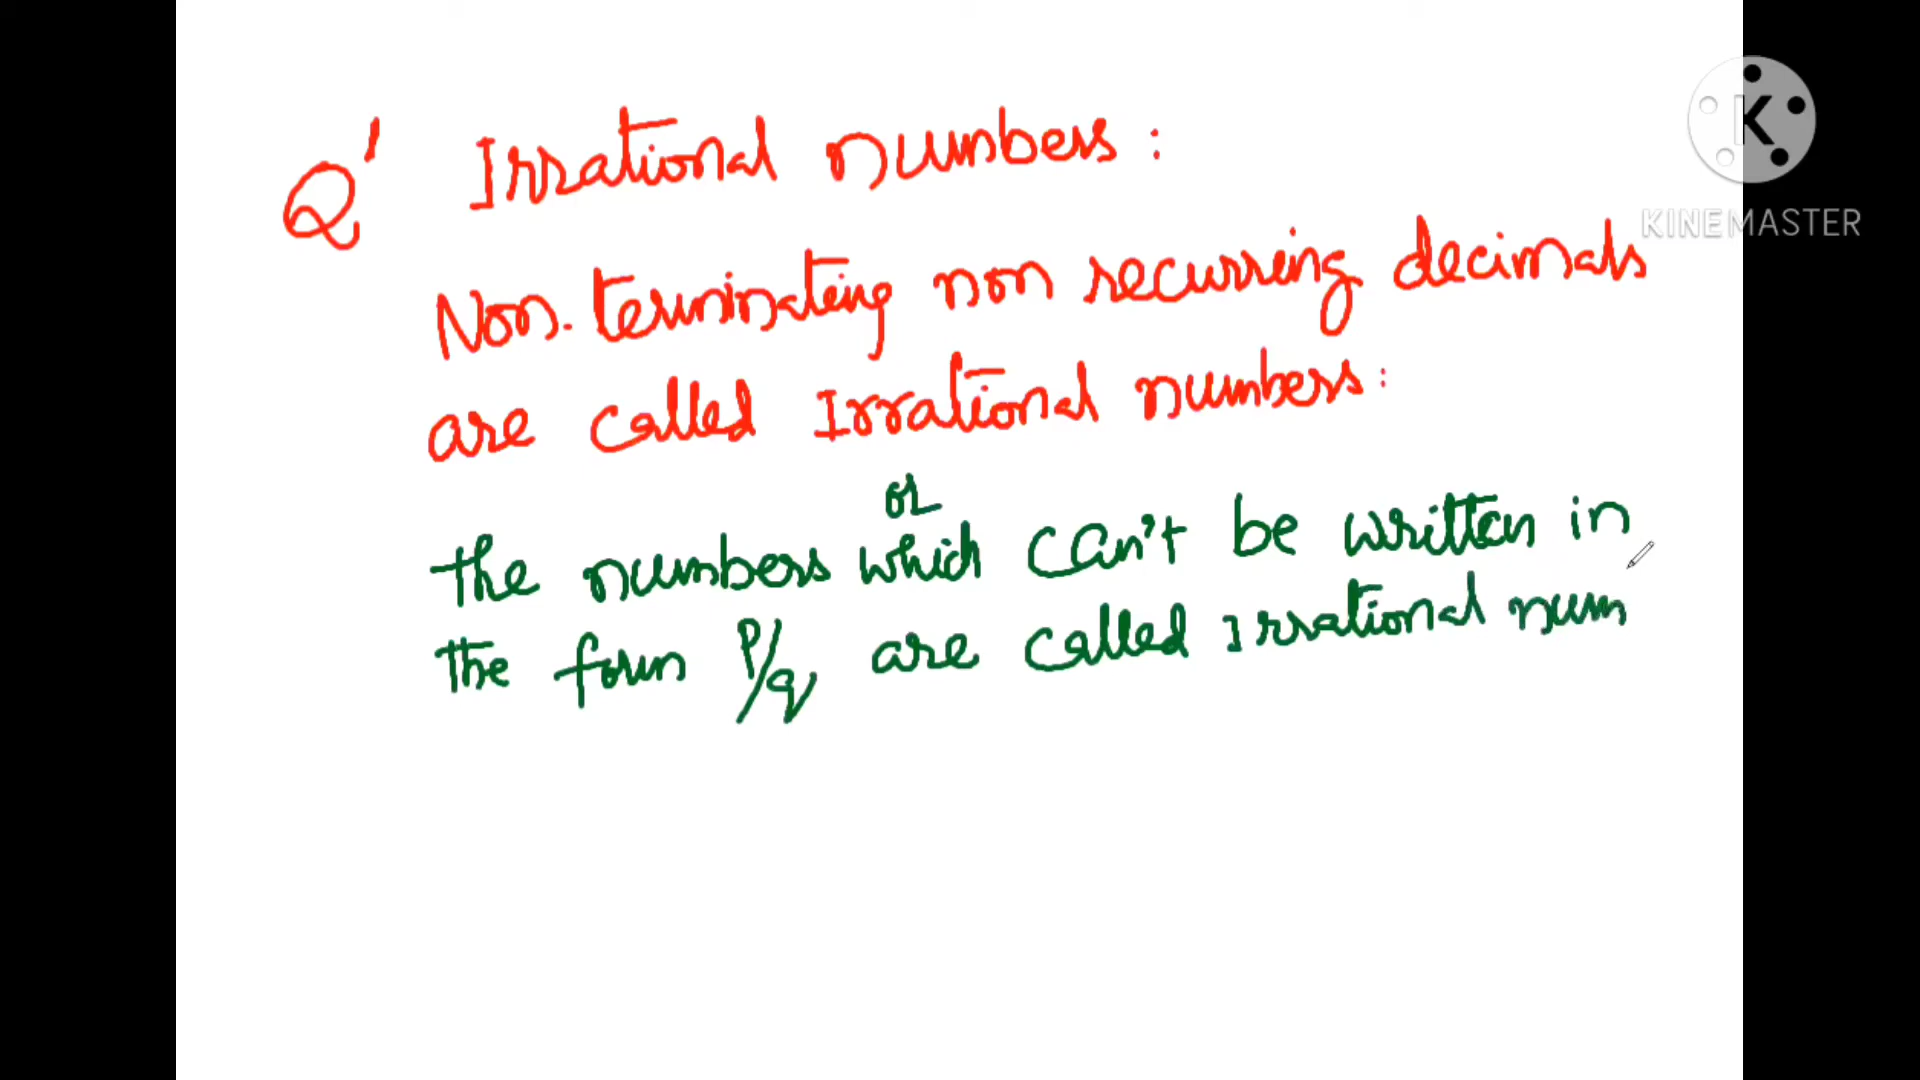 Q' Irrational numbers:
Non-terminating non recurring decimals
are called Irrational numbers:
or
the numbers which can't be written in
the form P/q are called Irrational num
K
KINEMASTER